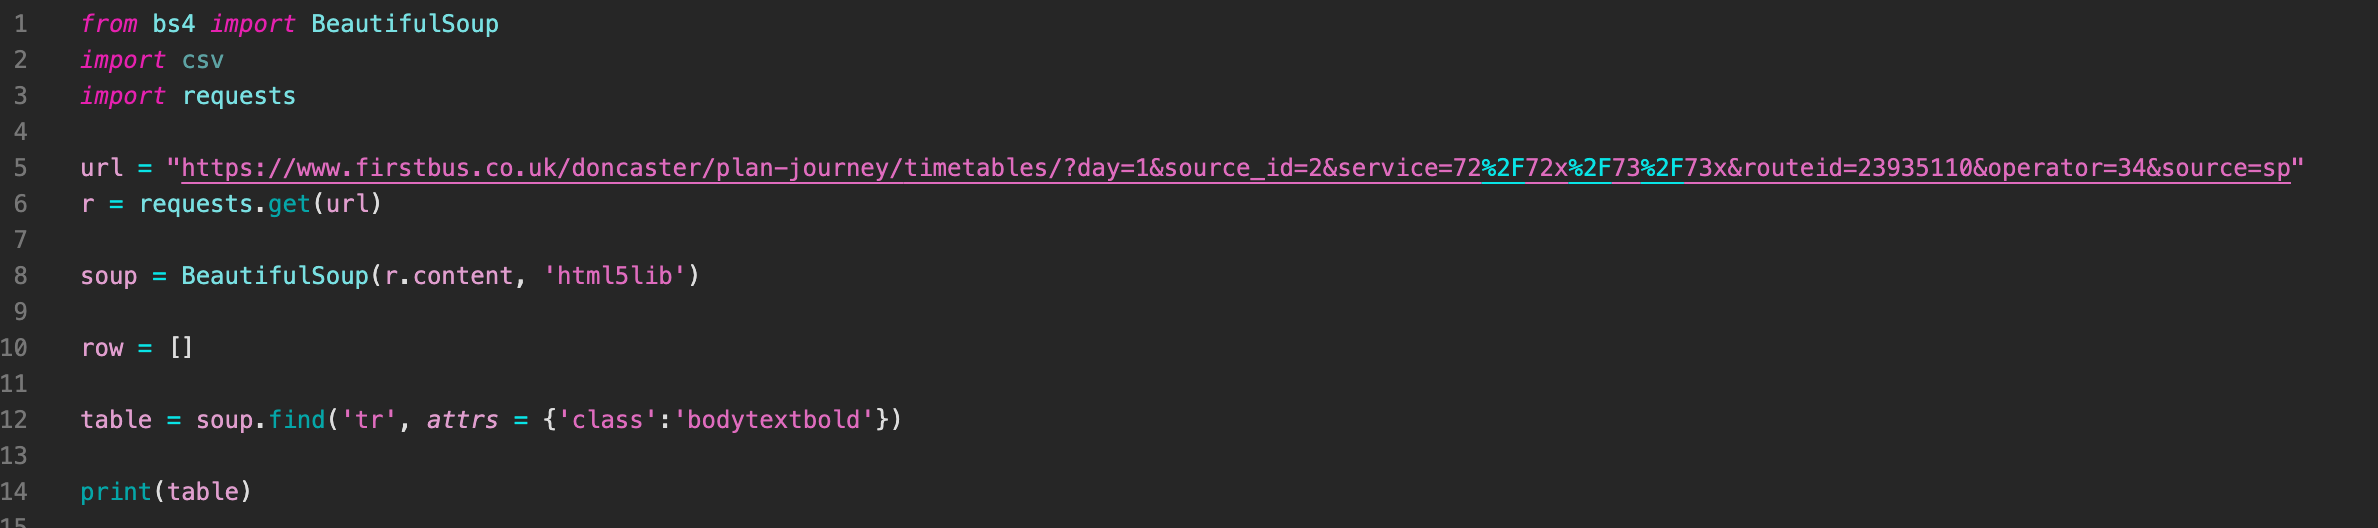 1 from bs4 import BeautifulSoup
2 import csv
3 import requests
4
5 url = "https://www.firstbus.co.uk/doncaster/plan-journey/timetables/?day=1&source_id=2&service=72%2F72x%2F73%2F73x&routeid=23935110&operator=34&source=sp"
6 r = requests.get(url)
7
8 soup = BeautifulSoup(r.content, 'html5lib')
9
10 row = []
11
12 table = soup.find('tr', attrs = {'class':'bodytextbold'})
13
14 print(table)
15